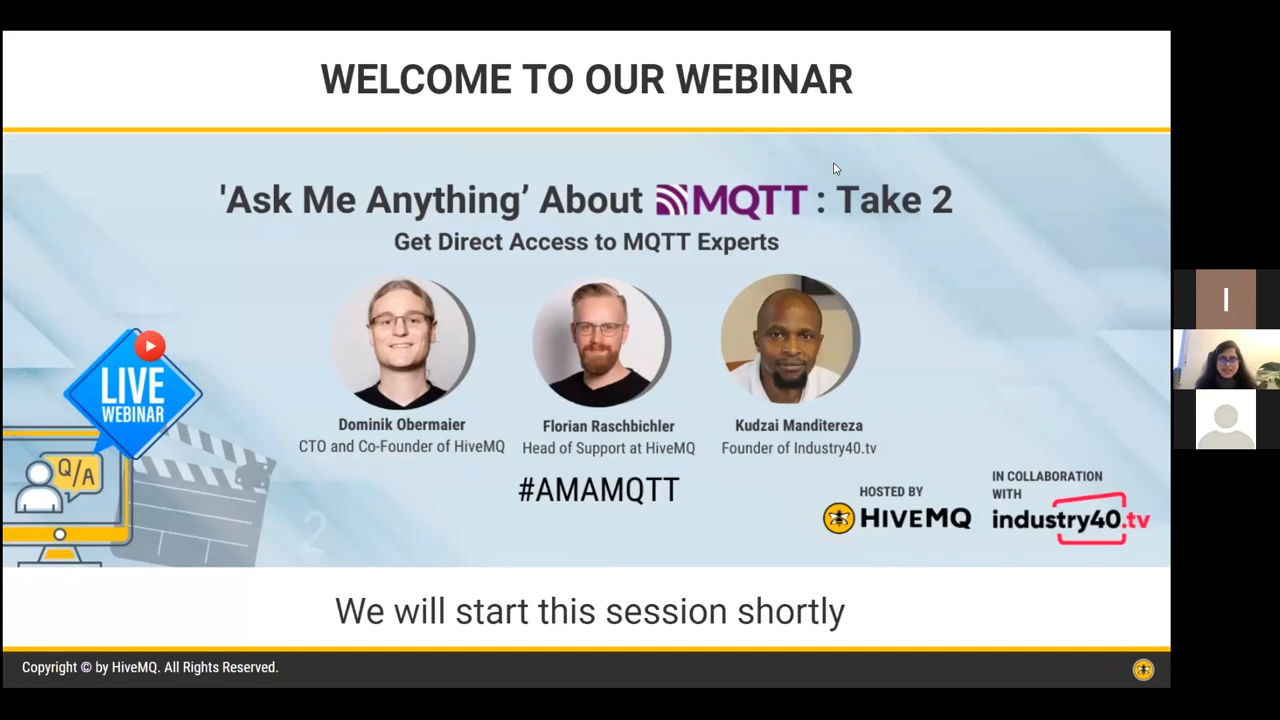 WELCOME TO OUR WEBINAR
'Ask Me Anything’ About MQTT : Take 2
Get Direct Access to MQTT Experts
LIVE
WEBINAR
Q/A
Dominik Obermaier
CTO and Co-Founder of HiveMQ
Florian Raschbichler
Head of Support at HiveMQ
Kudzai Manditereza
Founder of Industry40.tv
#AMAMQTT
2
HOSTED BY
HIVEMQ
IN COLLABORATION
WITH
industry40.tv
We will start this session shortly
Copyright © by HiveMQ. All Rights Reserved.
I